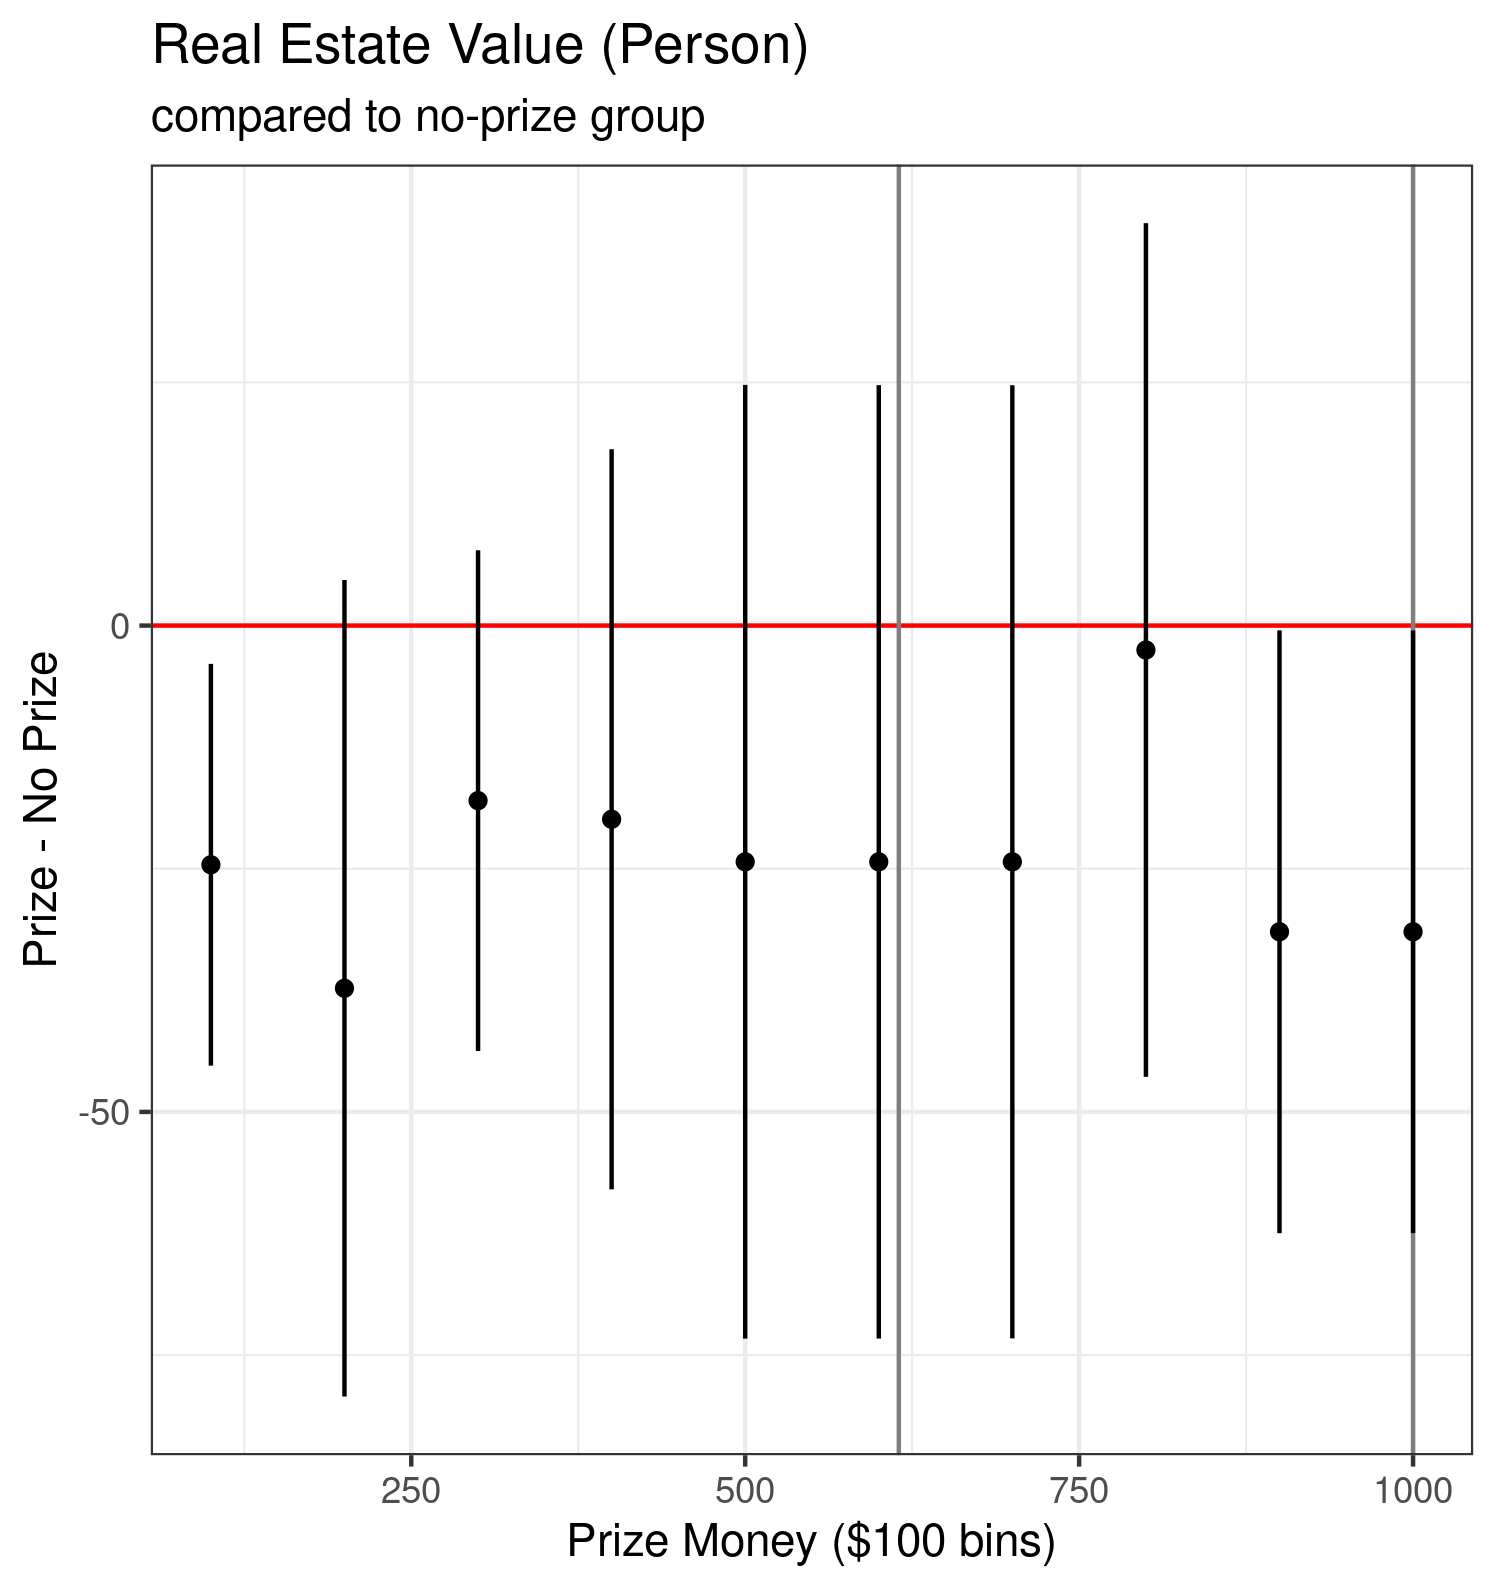 Real Estate Value (Person)
compared to no-prize group
Prize - No Prize
0
-50
250 500 750 1000
Prize Money ($100 bins)